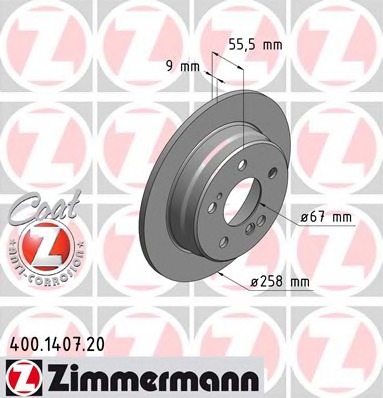 55,5 mm
9 mm
Coat
Z
ANTI-CORROSION
ø67 mm
ø258 mm
400.1407.20
Z Zimmermann